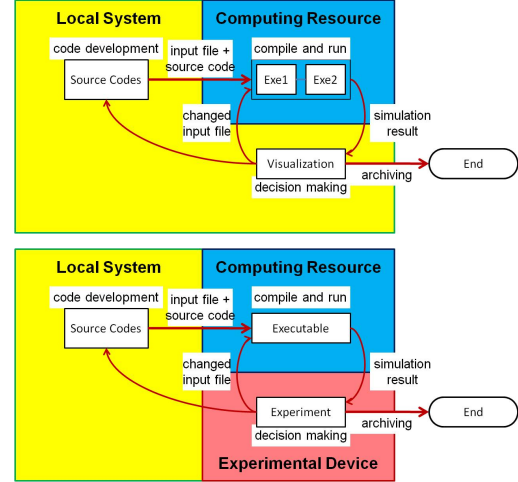 Local System
Computing Resource
code development
input file +
source code
compile and run
Source Codes
Exe1
Exe2
changed
input file
simulation
result
Visualization
End
decision making
archiving
Local System
Computing Resource
code development
input file +
source code
compile and run
Source Codes
Executable
changed
input file
simulation
result
Experiment
End
decision making
archiving
Experimental Device